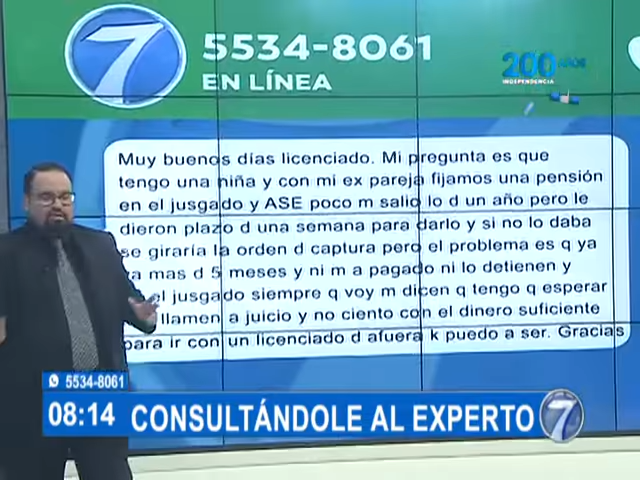 7
5534-8061
EN LÍNEA
200 AÑOS
INDEPENDENCIA
Muy buenos días licenciado. Mi pregunta es que
tengo una niña y con mi ex pareja fijamos una pensión
en el jusgado y ASE poco m salio lo d un año pero le
dieron plazo d una semana para darlo y si no lo daba
se giraría la orden d captura pero el problema es q ya
va mas d 5 meses y ni m a pagado ni lo detienen y
el jusgado siempre q voy m dicen q tengo q esperar
llamen a juicio y no ciento con el dinero suficiente
para ir con un licenciado d afuera k puedo a ser. Gracias
5534-8061
08:14 CONSULTÁNDOLE AL EXPERTO 7